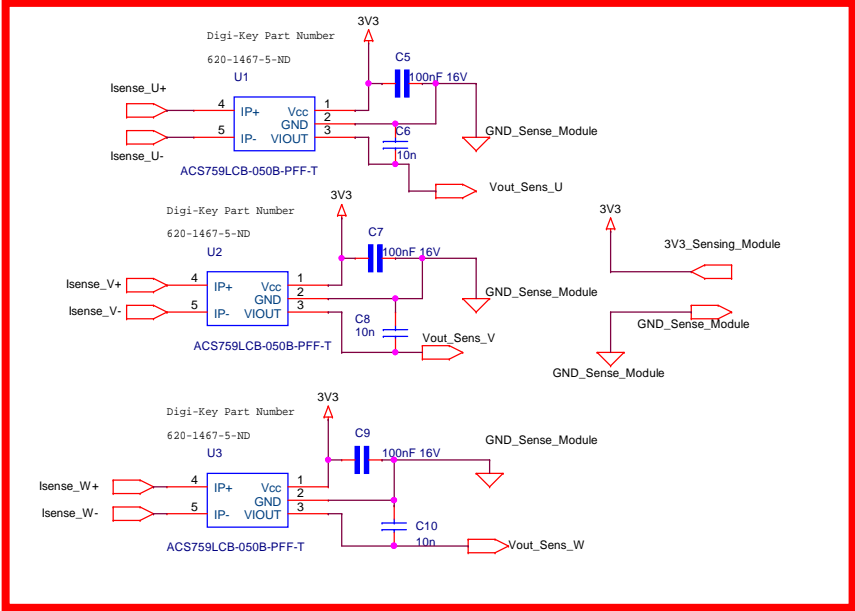 3V3
Digi-Key Part Number
620-1467-5-ND
C5
U1
100nF 16V
Isense_U+
4
IP+
Vcc
1
GND
2
5
IP-
VIOUT
3
C6
10n
GND_Sense_Module
Isense_U-
ACS759LCB-050B-PFF-T
Vout_Sens_U
3V3
Digi-Key Part Number
620-1467-5-ND
C7
U2
100nF 16V
Isense_V+
4
IP+
Vcc
1
GND
2
Isense_V-
5
IP-
VIOUT
3
GND_Sense_Module
C8
10n
Vout_Sens_V
ACS759LCB-050B-PFF-T
3V3
3V3_Sensing_Module
GND_Sense_Module
GND_Sense_Module
3V3
Digi-Key Part Number
620-1467-5-ND
C9
U3
100nF 16V
GND_Sense_Module
Isense_W+
4
IP+
Vcc
1
GND
2
Isense_W-
5
IP-
VIOUT
3
C10
10n
ACS759LCB-050B-PFF-T
Vout_Sens_W